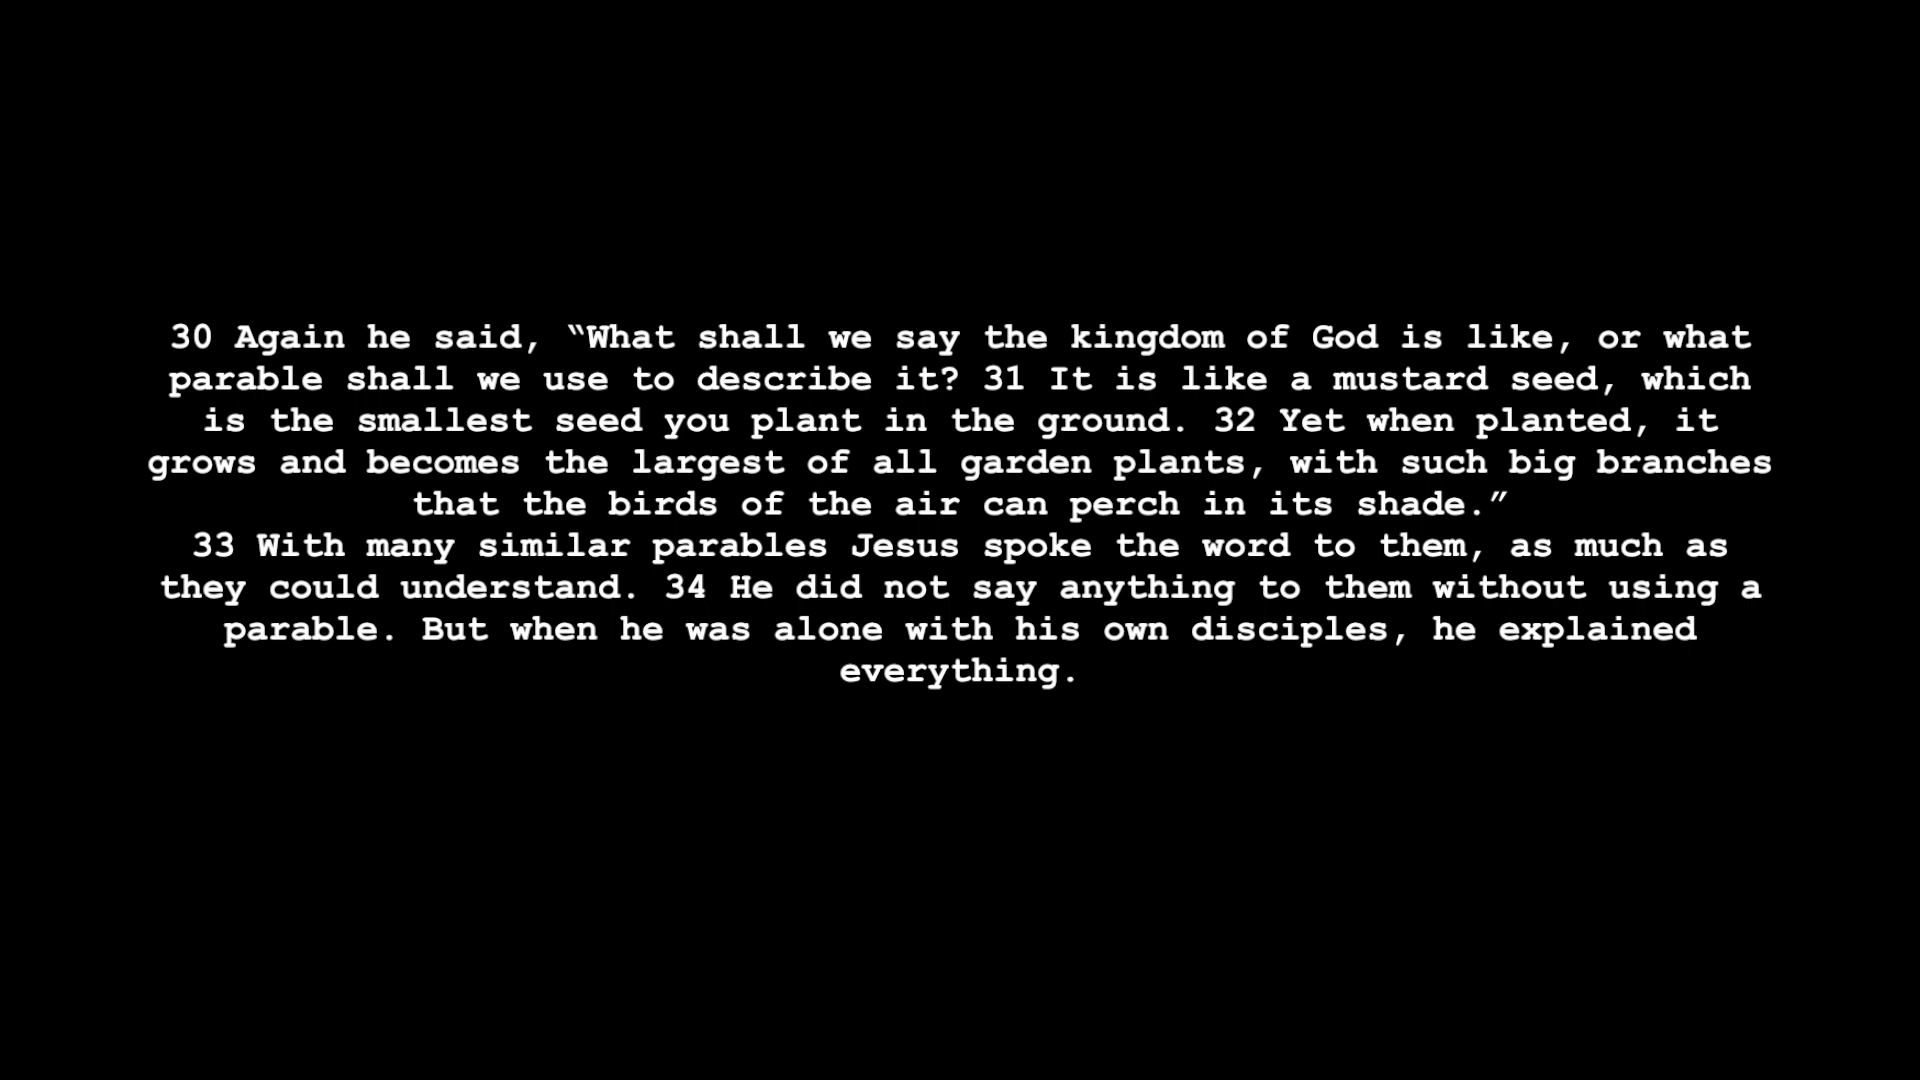 30 Again he said, “What shall we say the kingdom of God is like, or what
parable shall we use to describe it? 31 It is like a mustard seed, which
is the smallest seed you plant in the ground. 32 Yet when planted, it
grows and becomes the largest of all garden plants, with such big branches
that the birds of the air can perch in its shade.”
33 With many similar parables Jesus spoke the word to them, as much as
they could understand. 34 He did not say anything to them without using a
parable. But when he was alone with his own disciples, he explained
everything.